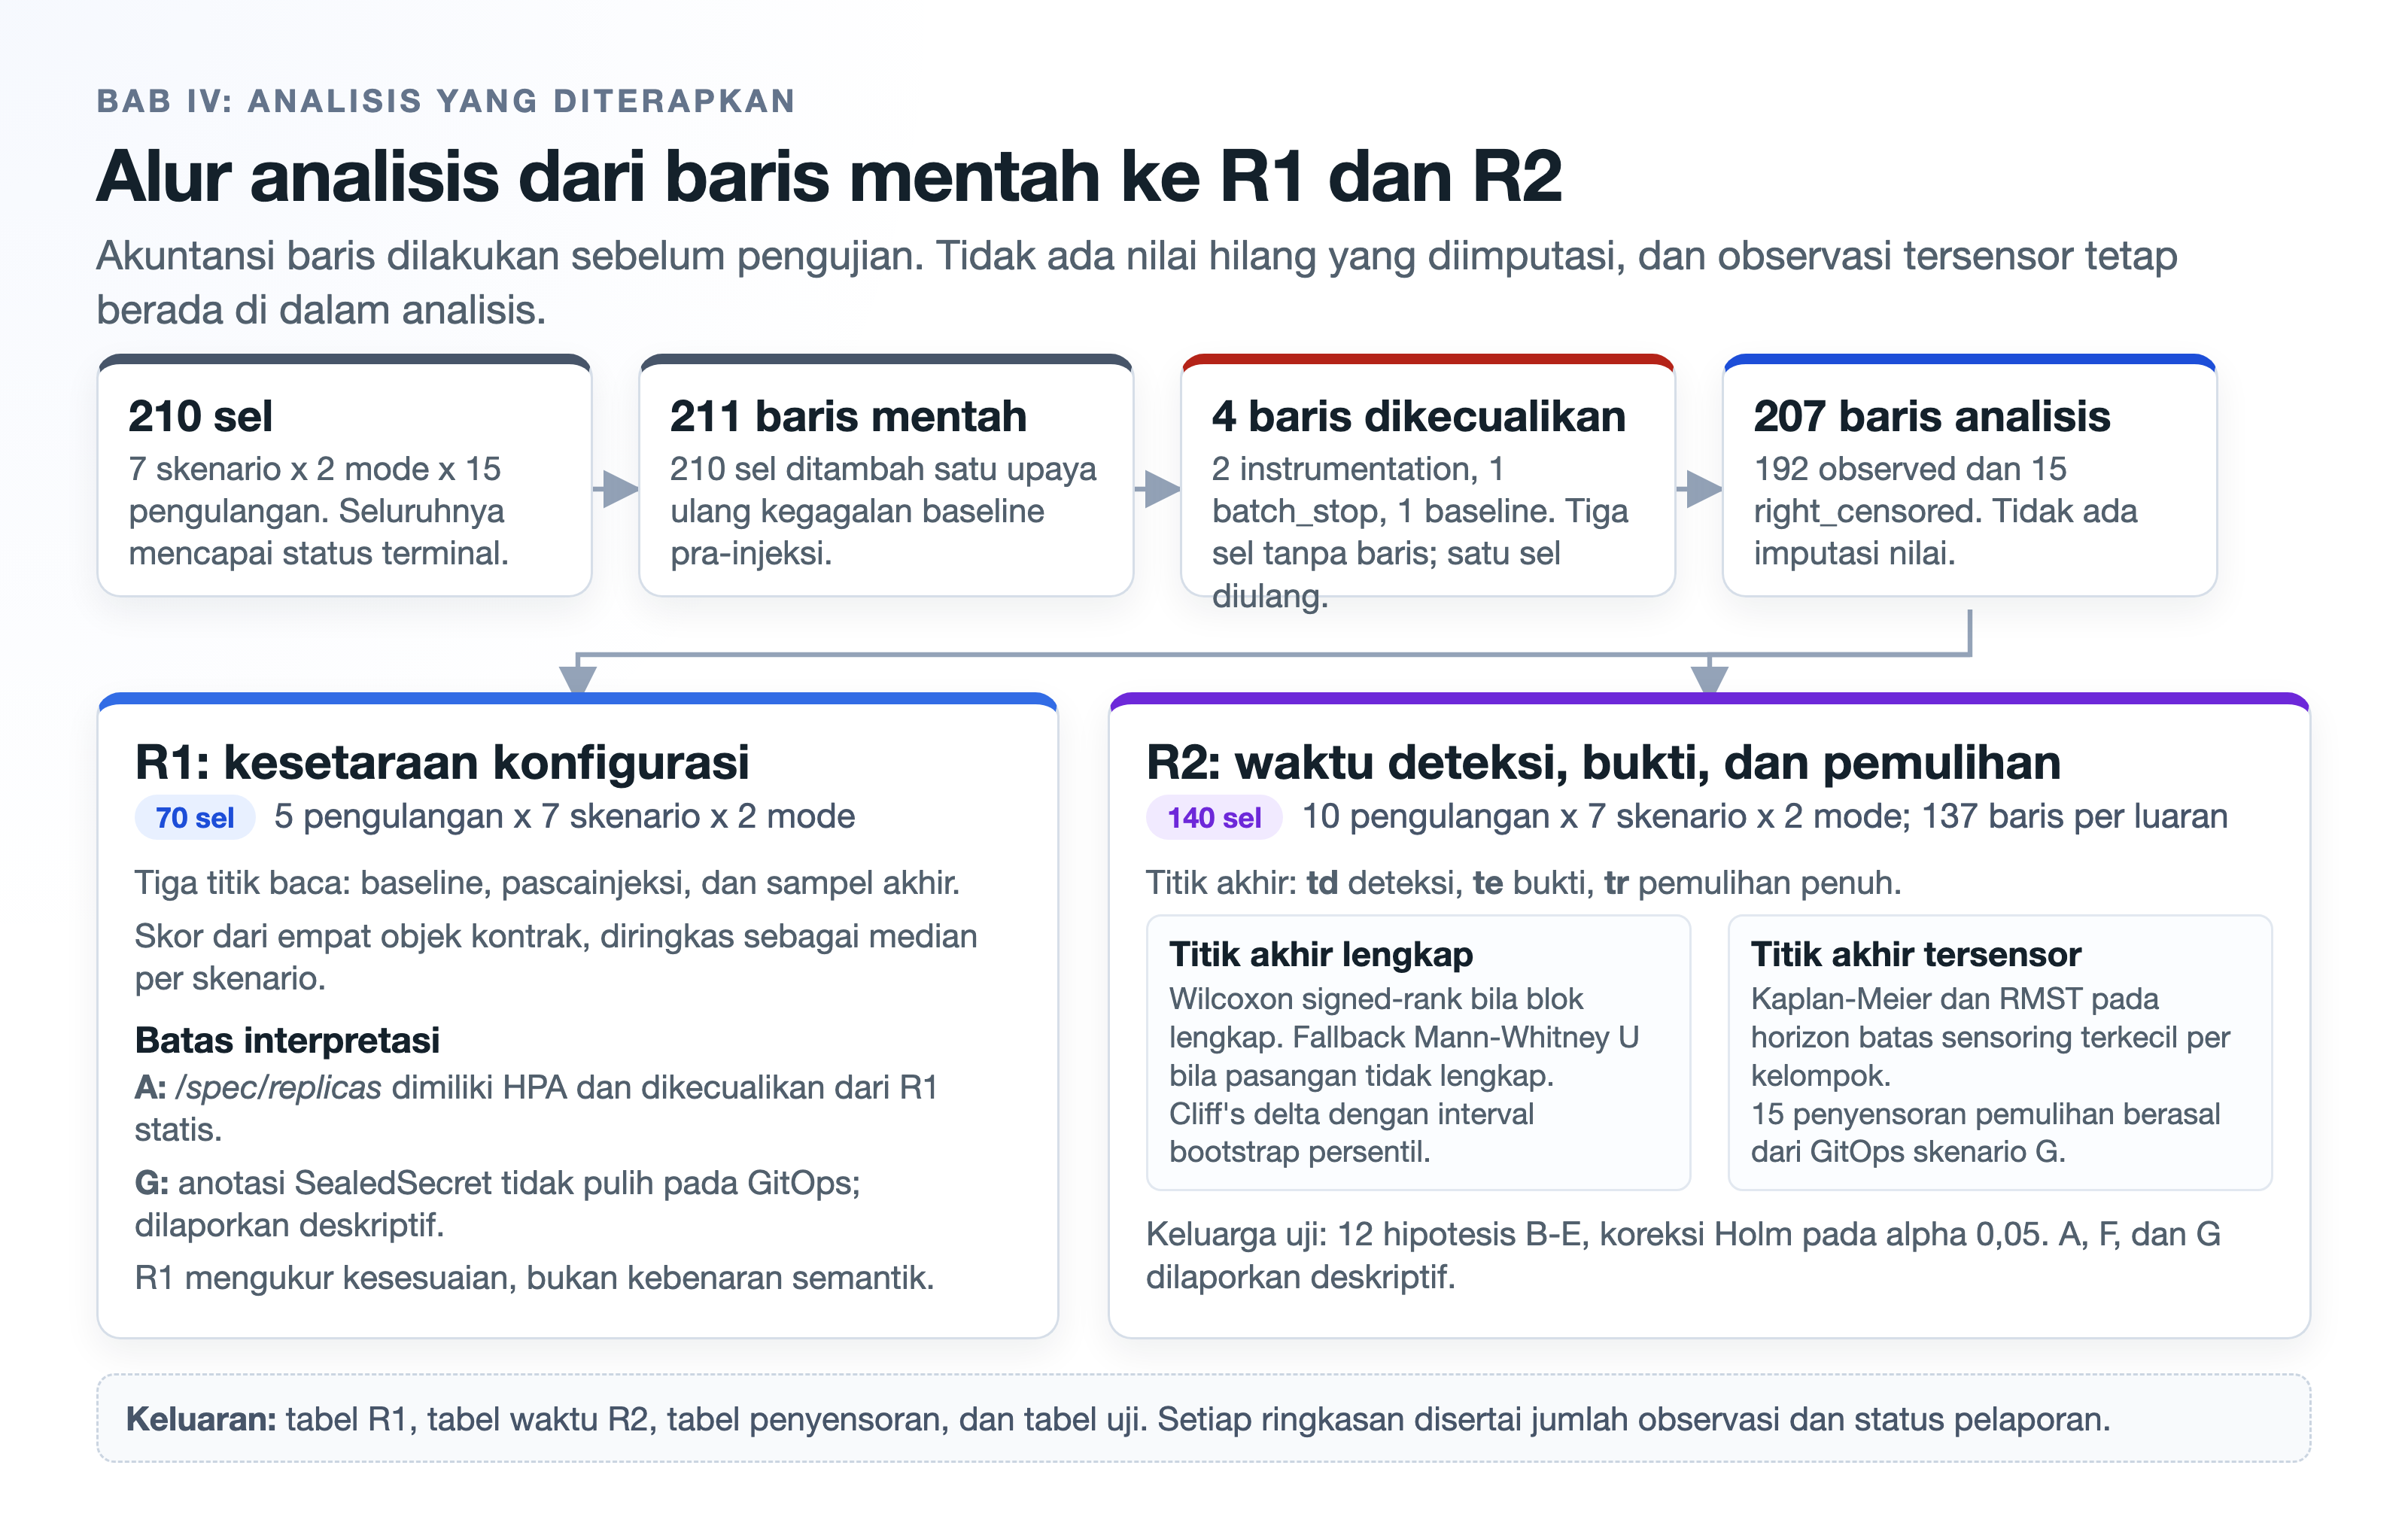 BAB IV: ANALISIS YANG DITERAPKAN
Alur analisis dari baris mentah ke R1 dan R2
Akuntansi baris dilakukan sebelum pengujian. Tidak ada nilai hilang yang diimputasi, dan observasi tersensor tetap
berada di dalam analisis.
210 sel
7 skenario x 2 mode x 15
pengulangan. Seluruhnya
mencapai status terminal.
211 baris mentah
210 sel ditambah satu upaya
ulang kegagalan baseline
pra-injeksi.
4 baris dikecualikan
2 instrumentation, 1
batch_stop, 1 baseline. Tiga
sel tanpa baris; satu sel
diulang.
207 baris analisis
192 observed dan 15
right_censored. Tidak ada
imputasi nilai.
R1: kesetaraan konfigurasi
70 sel 5 pengulangan x 7 skenario x 2 mode
Tiga titik baca: baseline, pascainjeksi, dan sampel akhir.
Skor dari empat objek kontrak, diringkas sebagai median
per skenario.
Batas interpretasi
A: /spec/replicas dimiliki HPA dan dikecualikan dari R1
statis.
G: anotasi SealedSecret tidak pulih pada GitOps;
dilaporkan deskriptif.
R1 mengukur kesesuaian, bukan kebenaran semantik.
R2: waktu deteksi, bukti, dan pemulihan
140 sel 10 pengulangan x 7 skenario x 2 mode; 137 baris per luaran
Titik akhir: td deteksi, te bukti, tr pemulihan penuh.
Titik akhir lengkap
Wilcoxon signed-rank bila blok
lengkap. Fallback Mann-Whitney U
bila pasangan tidak lengkap.
Cliff's delta dengan interval
bootstrap persentil.
Titik akhir tersensor
Kaplan-Meier dan RMST pada
horizon batas sensoring terkecil per
kelompok.
15 penyensoran pemulihan berasal
dari GitOps skenario G.
Keluarga uji: 12 hipotesis B-E, koreksi Holm pada alpha 0,05. A, F, dan G
dilaporkan deskriptif.
Keluaran: tabel R1, tabel waktu R2, tabel penyensoran, dan tabel uji. Setiap ringkasan disertai jumlah observasi dan status pelaporan.